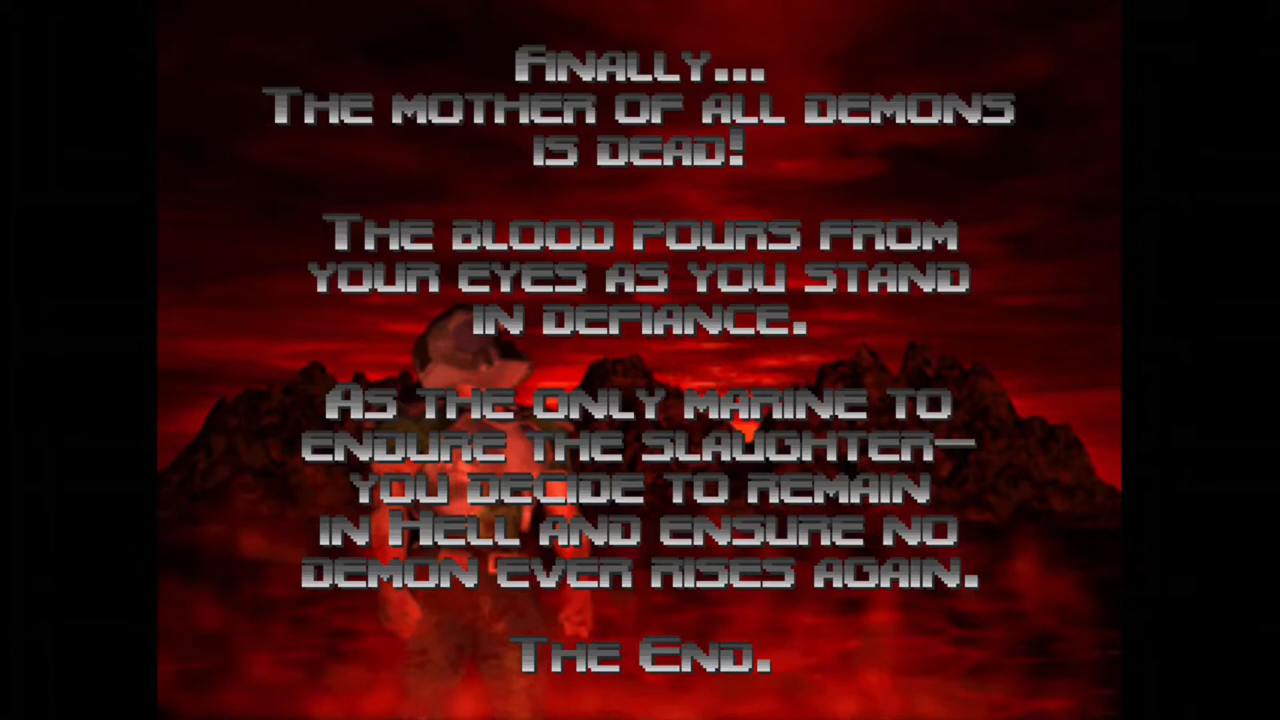 Finally...
The mother of all demons
is dead!
The blood pours from
your eyes as you stand
in defiance.
As the only marine to
endure the slaughter—
you decide to remain
in Hell and ensure no
demon ever rises again.
The End.